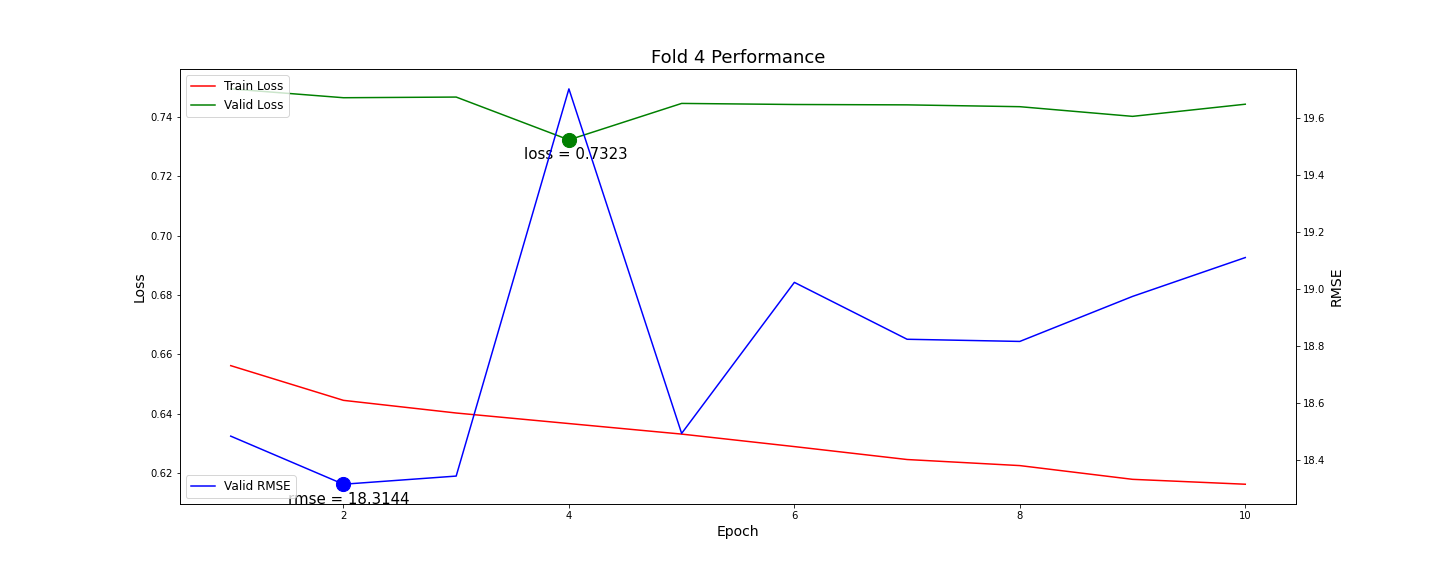 Fold 4 Performance
Train Loss
Valid Loss
0.74
0.72
0.70
0.68
0.66
0.64
0.62
Loss
19.6
19.4
19.2
19.0
18.8
18.6
18.4
RMSE
loss = 0.7323
Valid RMSE
rmse = 18.3144
2
4
6
8
10
Epoch